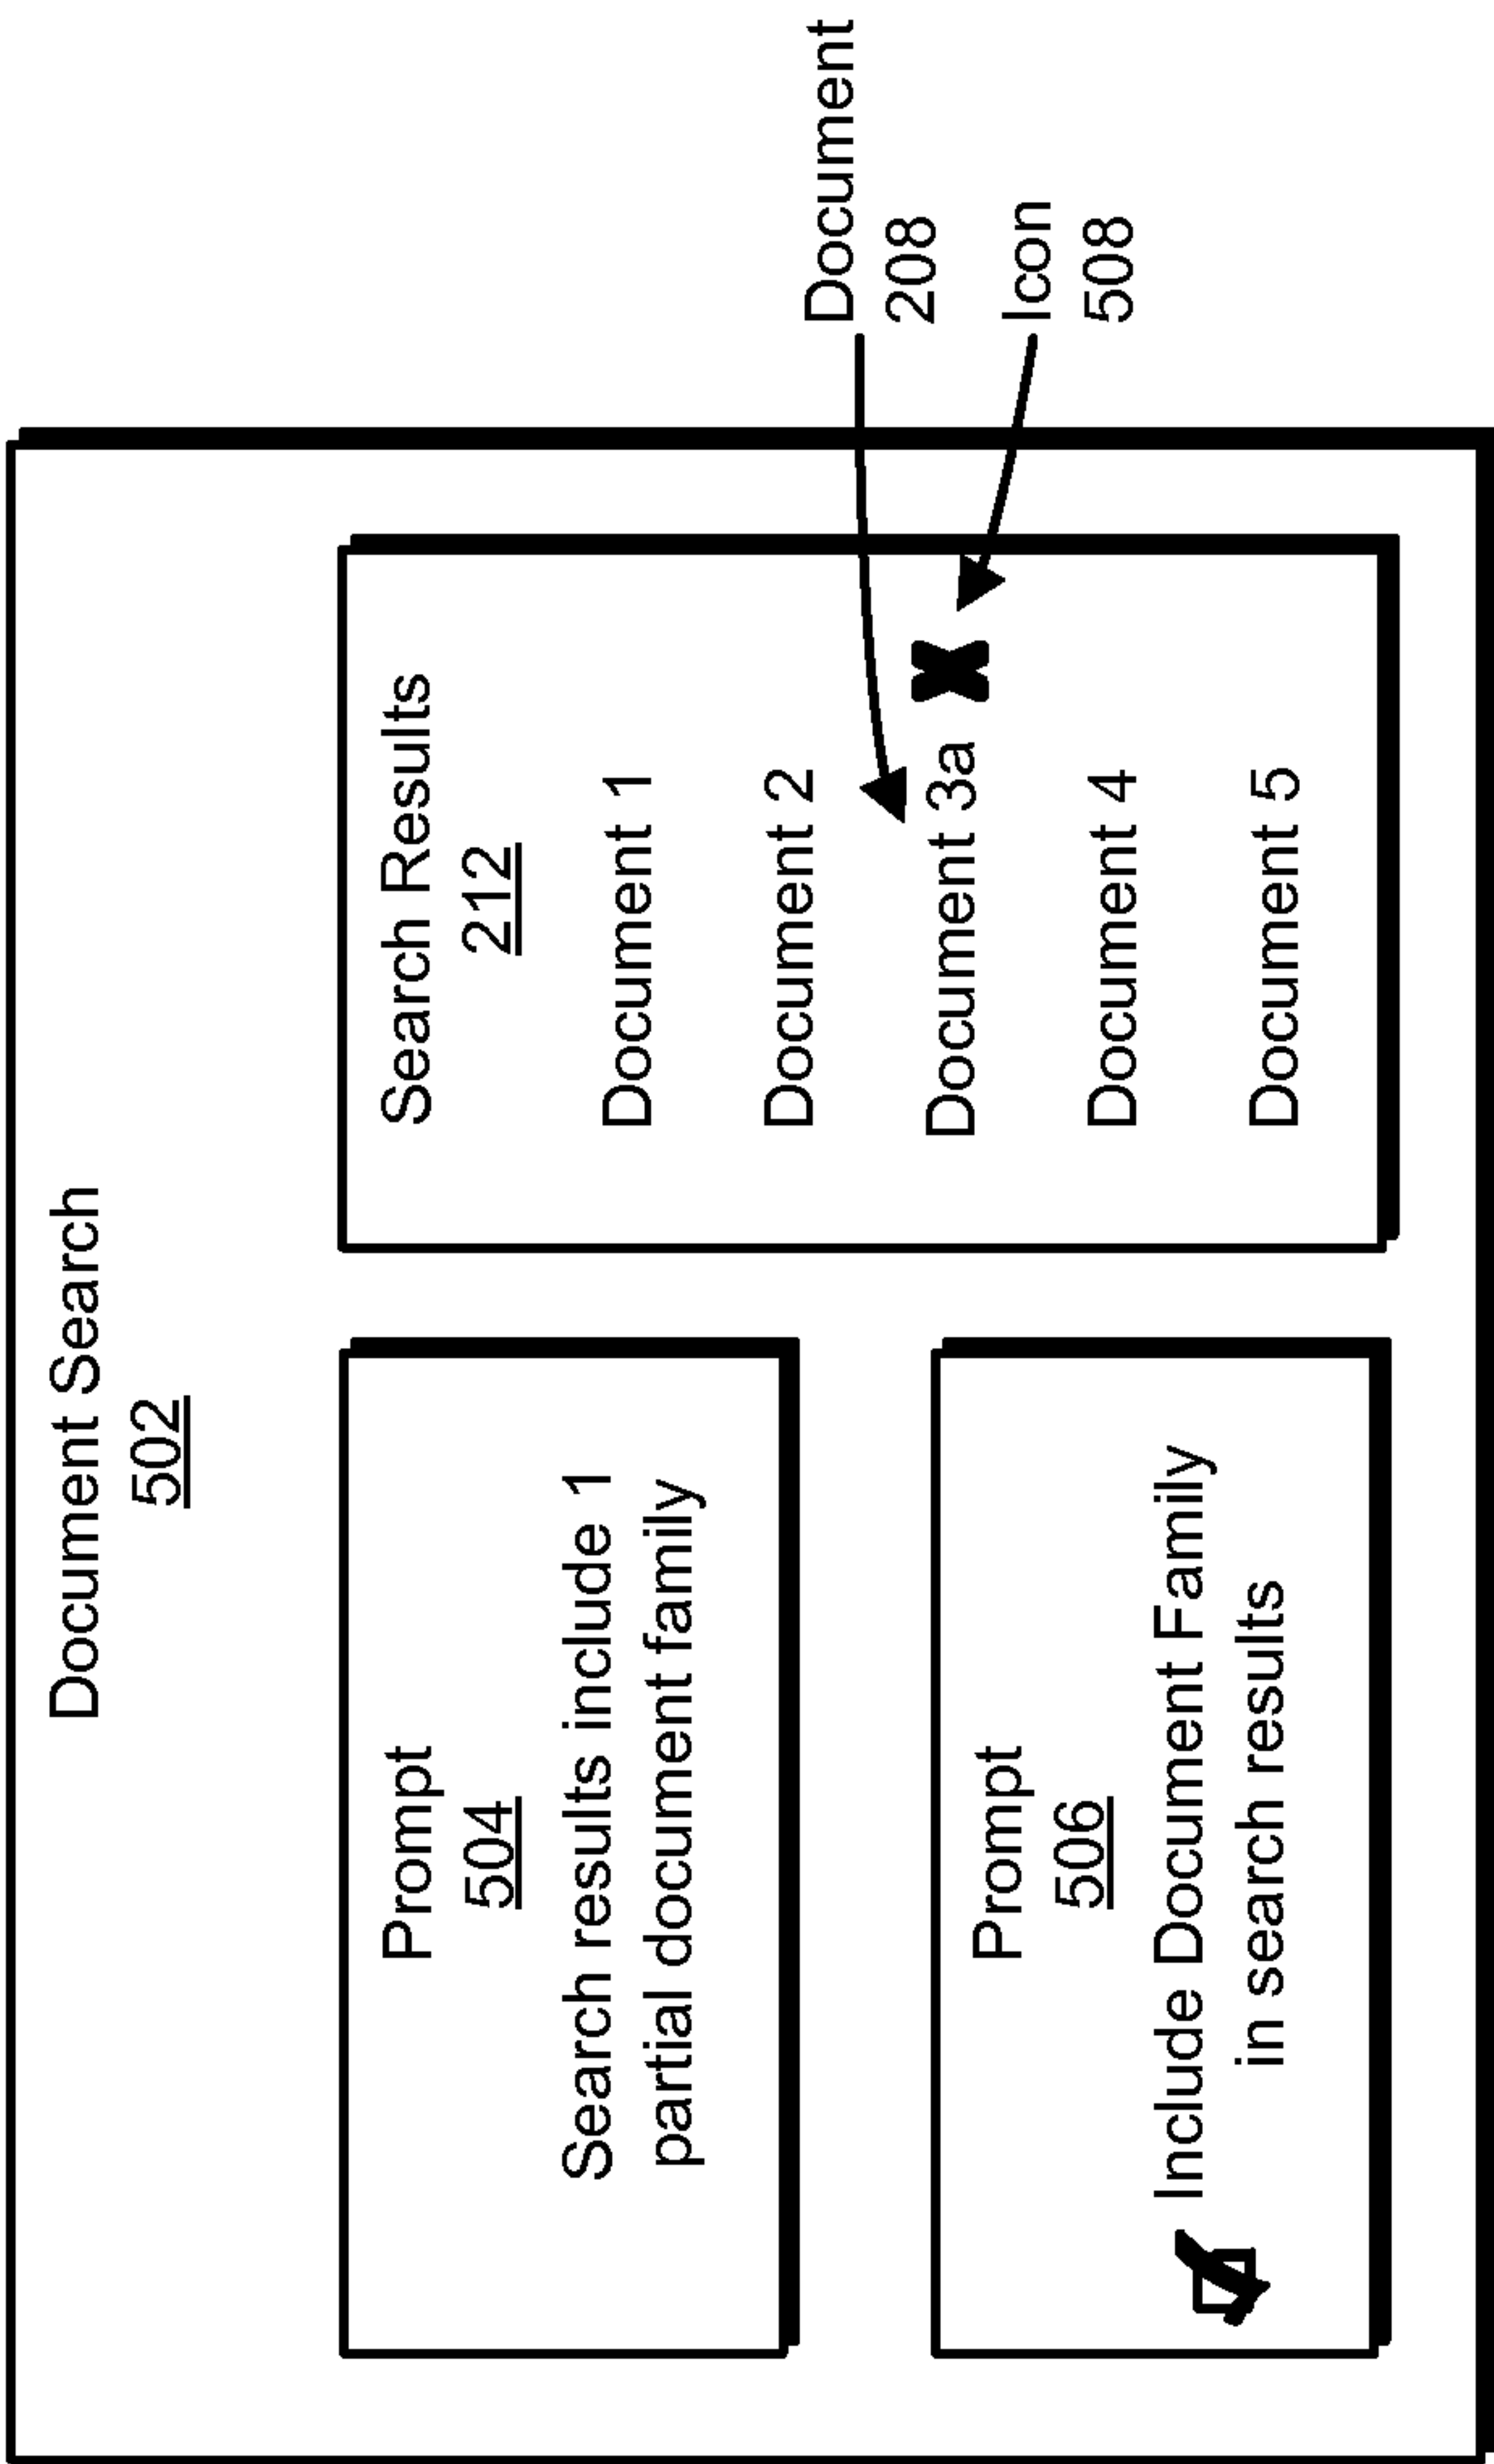 Document Search
502
Prompt
504
Search results include 1
partial document family
Prompt
506
Include Document Family
in search results
Search Results
212
Document 1
Document 2
Document 3a
Document 4
Document 5
Document
208
Icon
508